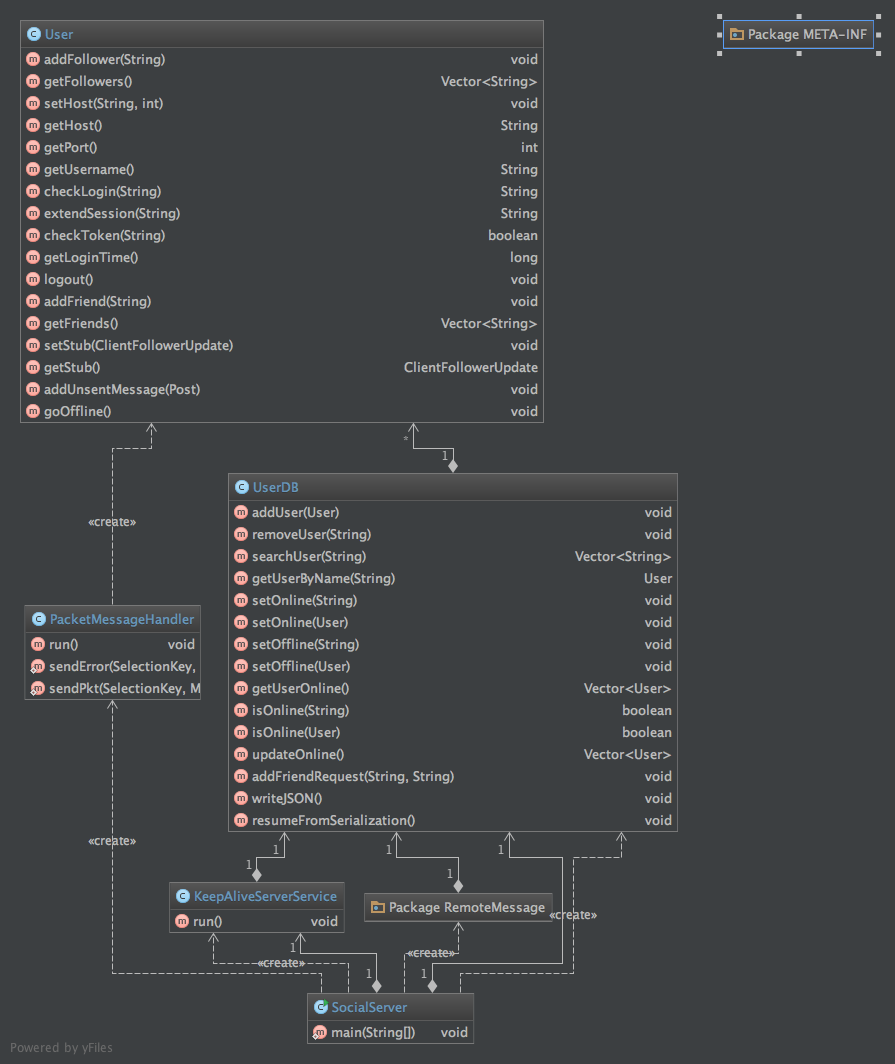 User
addFollower(String) void
getFollowers() Vector<String>
setHost(String, int) void
getHost() String
getPort() int
getUsername() String
checkLogin(String) String
extendSession(String) String
checkToken(String) boolean
getLoginTime() long
logout() void
addFriend(String) void
getFriends() Vector<String>
setStub(ClientFollowerUpdate) void
getStub() ClientFollowerUpdate
addUnsentMessage(Post) void
goOffline() void
Package META-INF
*
1
«create»
UserDB
addUser(User) void
removeUser(String) void
searchUser(String) Vector<String>
getUserByName(String) User
setOnline(String) void
setOnline(User) void
setOffline(String) void
setOffline(User) void
getUserOnline() Vector<User>
isOnline(String) boolean
isOnline(User) boolean
updateOnline() Vector<User>
addFriendRequest(String, String) void
writeJSON() void
resumeFromSerialization() void
PacketMessageHandler
run() void
sendError(SelectionKey,
sendPkt(SelectionKey, M
«create»
1 1 1
1 1
KeepAliveServerService
run() void
Package RemoteMessage
«create»
1
«create» «create»
1 1
SocialServer
main(String[]) void
Powered by yFiles